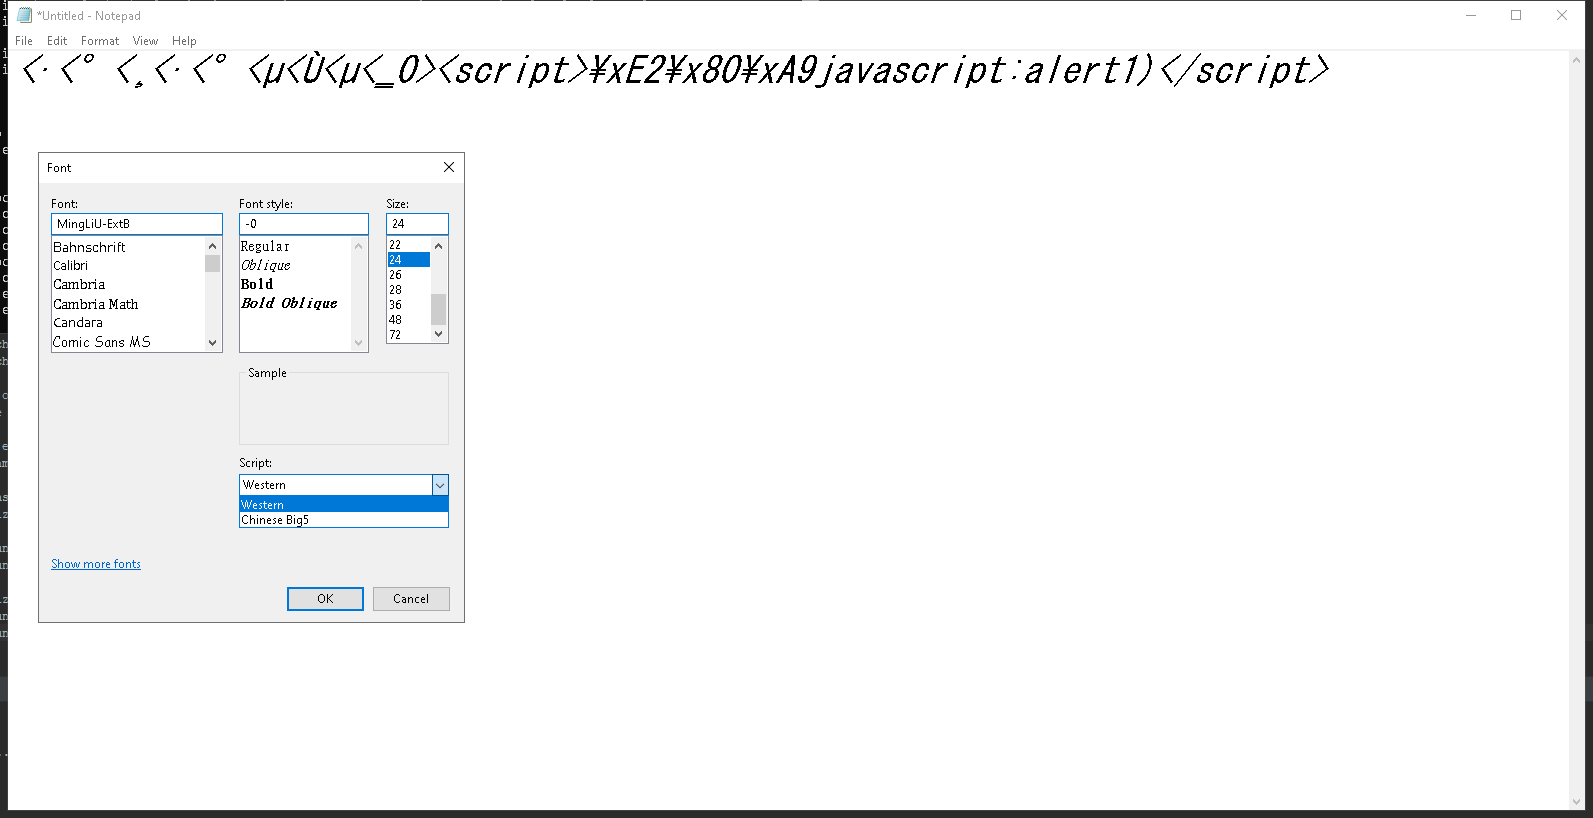 *Untitled - Notepad
File Edit Format View Help
<·<° <¸<·<° <µ<Ù<µ<‗0><script>¥xE2¥x80¥xA9javascript:alert1)</script>
Font
Font:
MingLiU-ExtB
Bahnschrift
Calibri
Cambria
Cambria Math
Candara
Comic Sans MS
Font style:
-0
Regular
Oblique
Bold
Bold Oblique
Size:
24
22
24
26
28
36
48
72
Sample
Script:
Western
Western
Chinese Big5
Show more fonts
OK Cancel